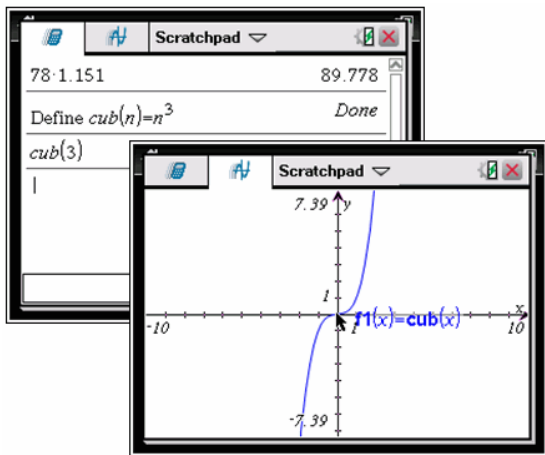 Scratchpad
78·1.151 89.778
Define cub(n)=n³ Done
cub(3)
Scratchpad
7.39 y
1
x
-10 1 10
f1(x)=cub(x)
-7.39